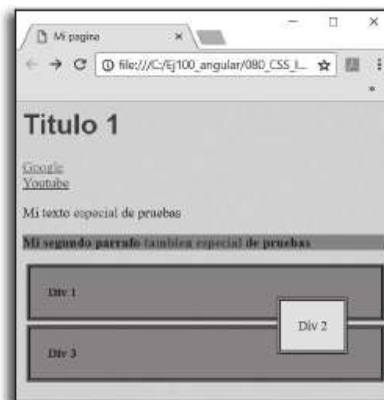 Mi pagina
file:///C:/Ej100_angular/080_CSS_I...
Titulo 1
Google
Youtube
Mi texto especial de pruebas
Mi segundo parrafo tambien especial de pruebas
Div 1
Div 2
Div 3